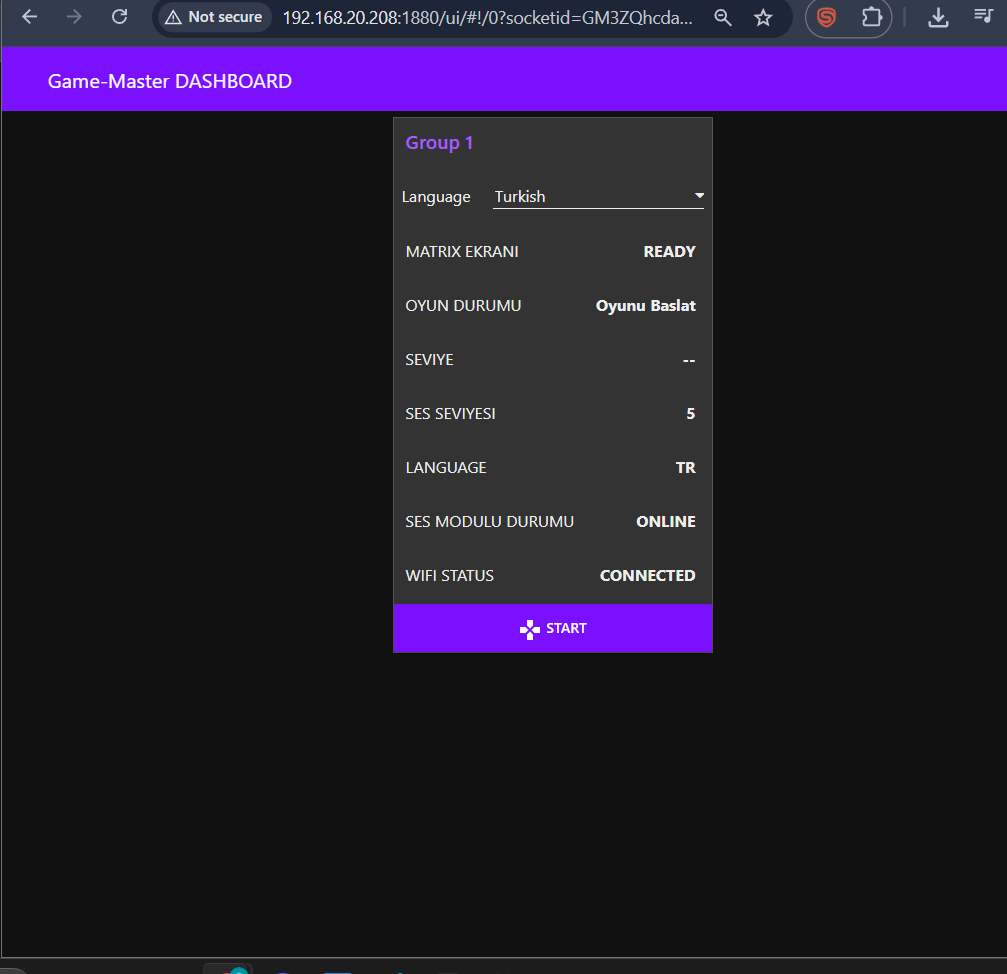 Not secure 192.168.20.208:1880/ui/#!/0?socketid=GM3ZQhcda...
Game-Master DASHBOARD
Group 1
Language Turkish
MATRIX EKRANI READY
OYUN DURUMU Oyunu Baslat
SEVIYE --
SES SEVIYESI 5
LANGUAGE TR
SES MODULU DURUMU ONLINE
WIFI STATUS CONNECTED
START